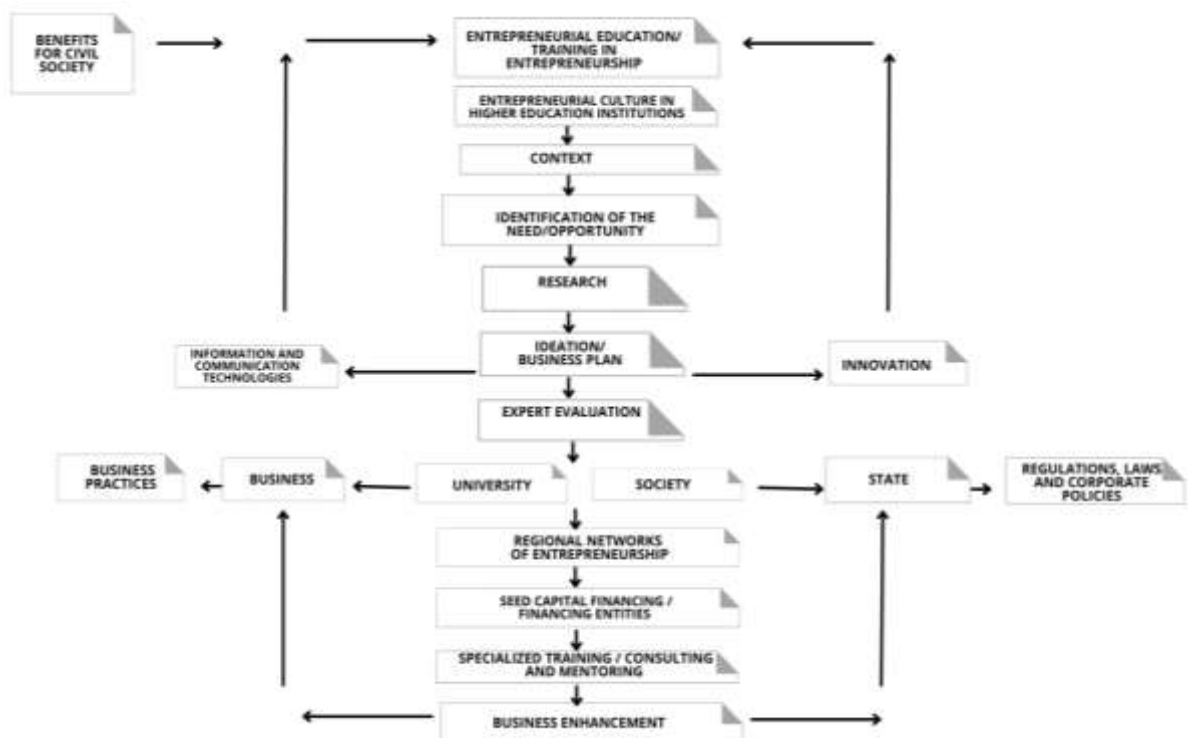 BENEFITS
FOR CIVIL
SOCIETY
ENTREPRENEURIAL EDUCATION/
TRAINING IN
ENTREPRENEURSHIP
ENTREPRENEURIAL CULTURE IN
HIGHER EDUCATION INSTITUTIONS
CONTEXT
IDENTIFICATION OF THE
NEED/OPPORTUNITY
RESEARCH
IDEATION/
BUSINESS PLAN
INFORMATION AND
COMMUNICATION
TECHNOLOGIES
INNOVATION
EXPERT EVALUATION
BUSINESS
PRACTICES
BUSINESS
UNIVERSITY
SOCIETY
STATE
REGULATIONS, LAWS
AND CORPORATE
POLICIES
REGIONAL NETWORKS
OF ENTREPRENEURSHIP
SEED CAPITAL FINANCING /
FINANCING ENTITIES
SPECIALIZED TRAINING / CONSULTING
AND MENTORING
BUSINESS ENHANCEMENT